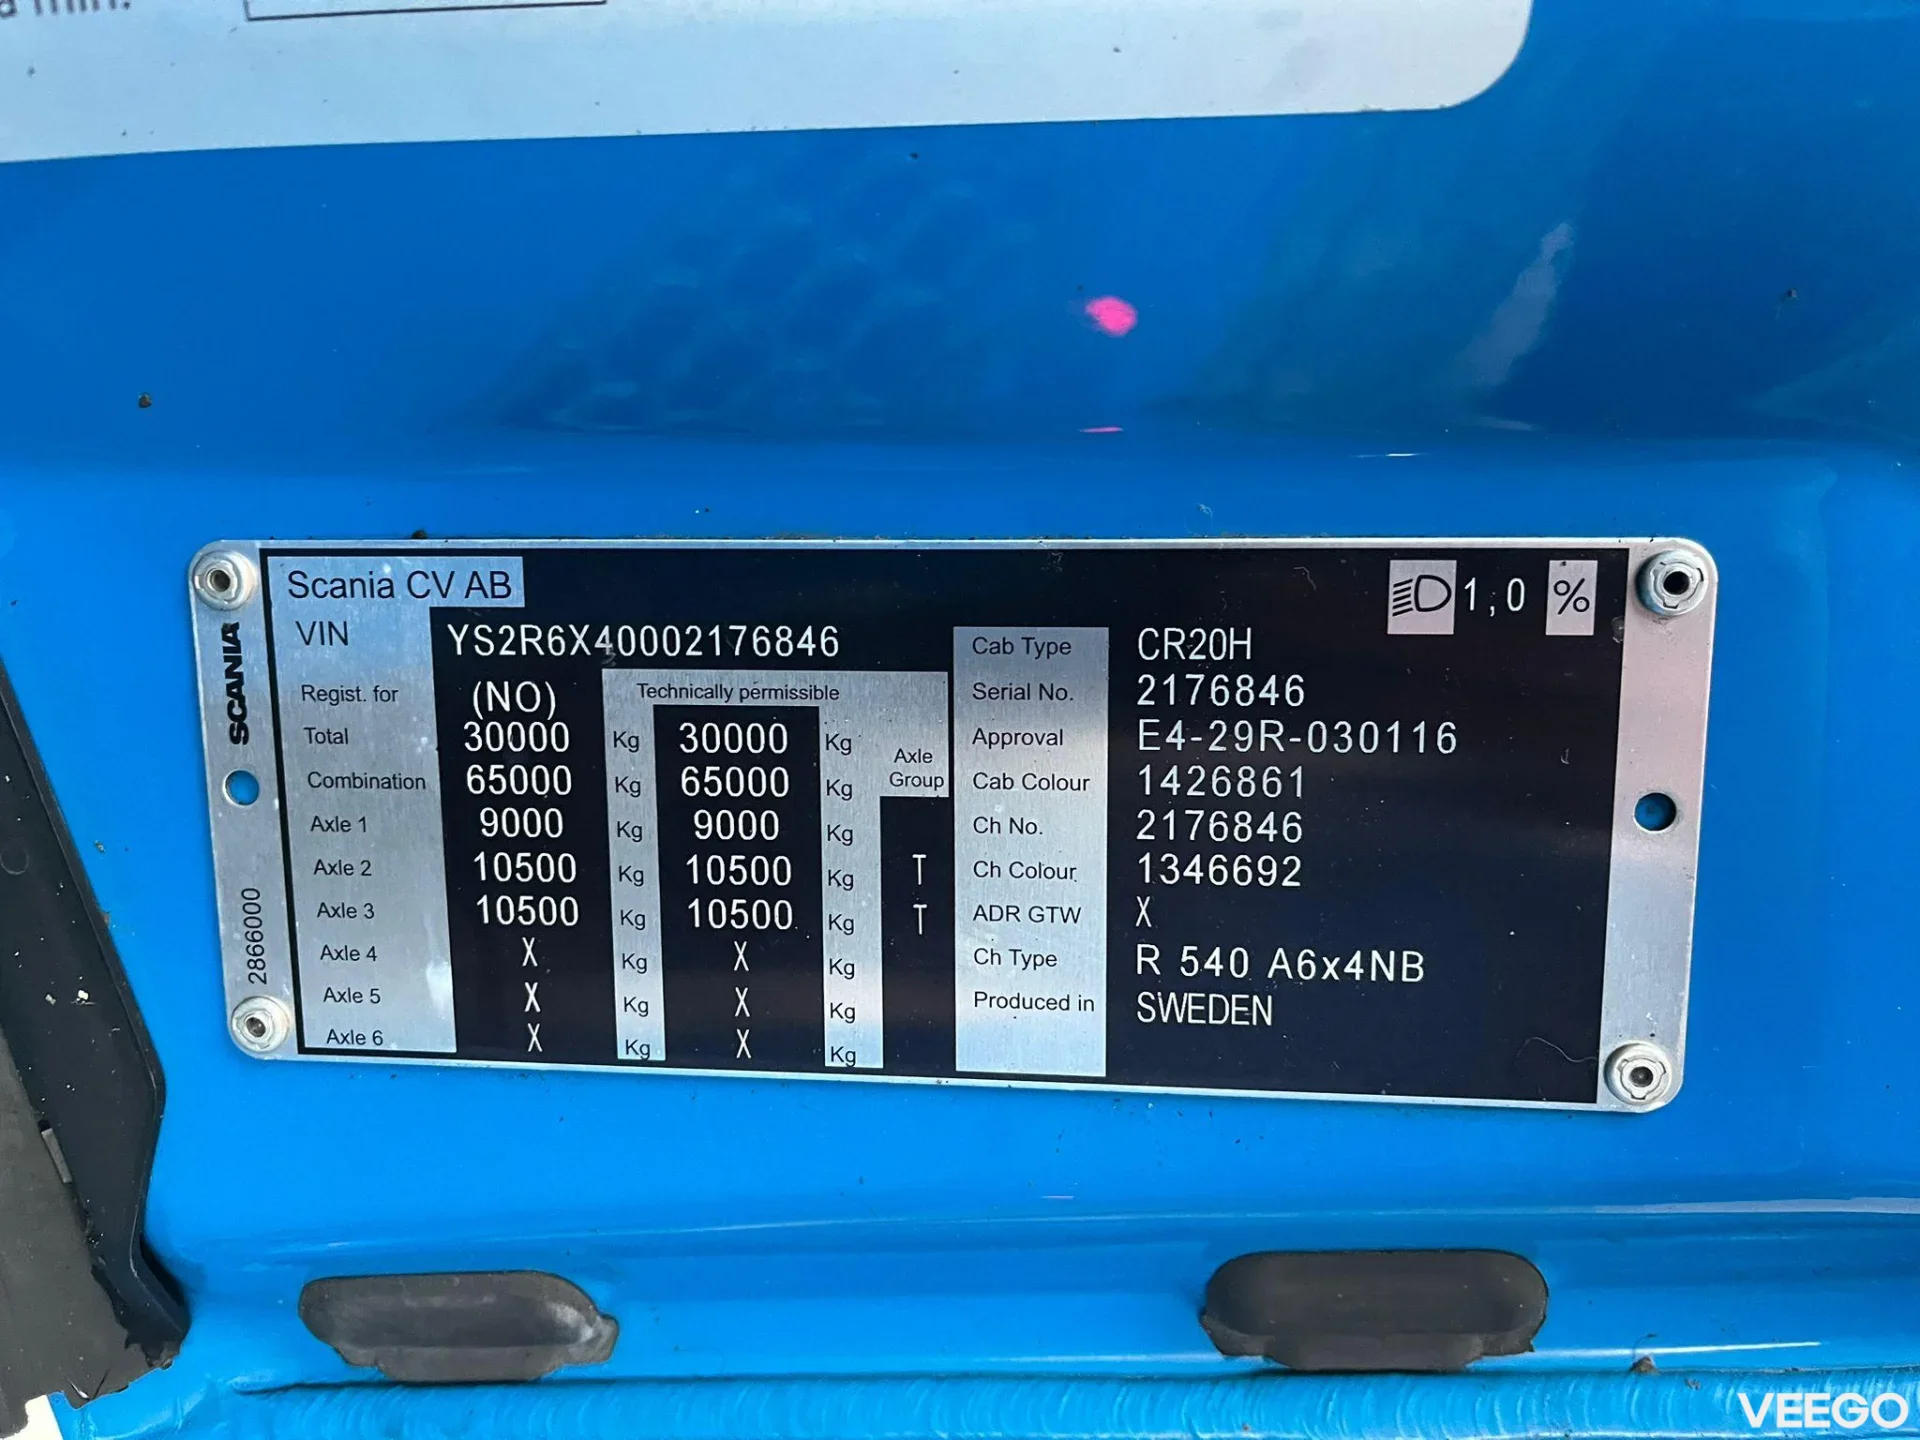 a min.
Scania CV AB
1,0 %
VIN YS2R6X40002176846
Regist. for (NO) Technically permissible
Total 30000 Kg 30000 Kg
Combination 65000 Kg 65000 Kg Axle Group
Axle 1 9000 Kg 9000 Kg
Axle 2 10500 Kg 10500 Kg T
Axle 3 10500 Kg 10500 Kg T
Axle 4 X Kg X Kg
Axle 5 X Kg X Kg
Axle 6 X Kg X Kg
Cab Type CR20H
Serial No. 2176846
Approval E4-29R-030116
Cab Colour 1426861
Ch No. 2176846
Ch Colour 1346692
ADR GTW X
Ch Type R 540 A6x4NB
Produced in SWEDEN
SCANIA
2866000
VEEGO